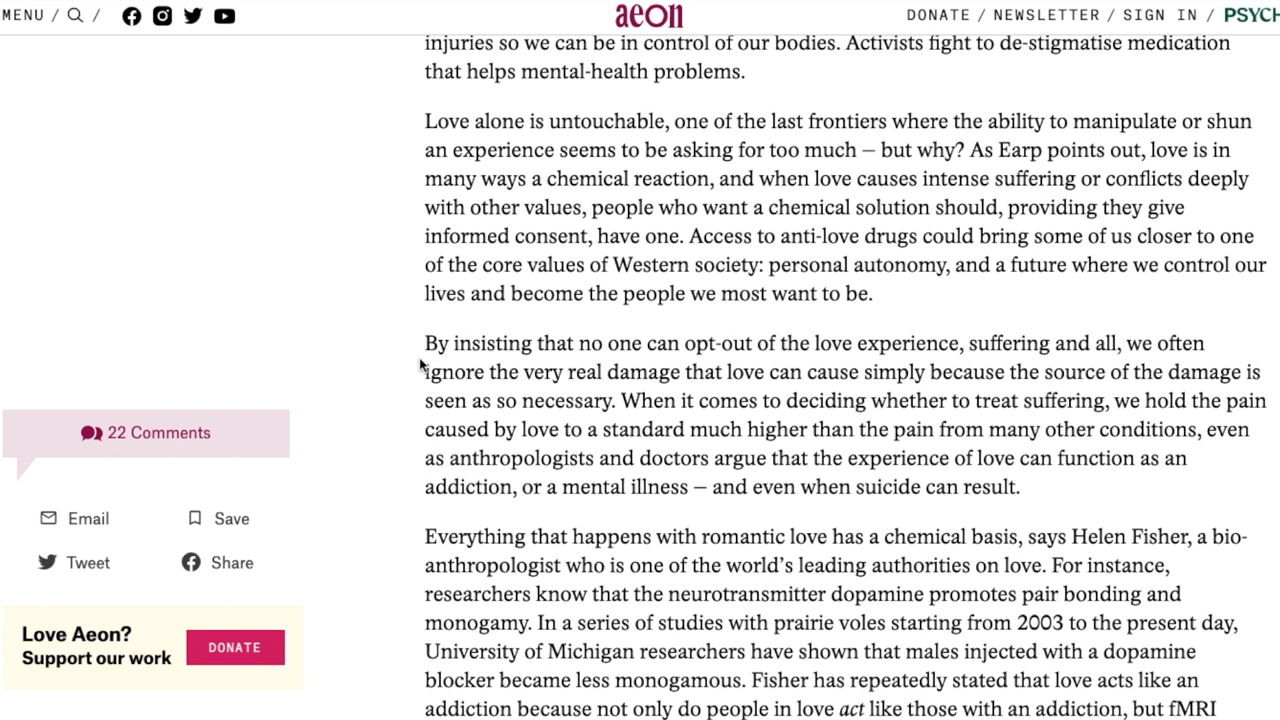 MENU / /
aeon
DONATE / NEWSLETTER / SIGN IN / PSYCH
injuries so we can be in control of our bodies. Activists fight to de-stigmatise medication
that helps mental-health problems.
Love alone is untouchable, one of the last frontiers where the ability to manipulate or shun
an experience seems to be asking for too much – but why? As Earp points out, love is in
many ways a chemical reaction, and when love causes intense suffering or conflicts deeply
with other values, people who want a chemical solution should, providing they give
informed consent, have one. Access to anti-love drugs could bring some of us closer to one
of the core values of Western society: personal autonomy, and a future where we control our
lives and become the people we most want to be.
By insisting that no one can opt-out of the love experience, suffering and all, we often
ignore the very real damage that love can cause simply because the source of the damage is
seen as so necessary. When it comes to deciding whether to treat suffering, we hold the pain
caused by love to a standard much higher than the pain from many other conditions, even
as anthropologists and doctors argue that the experience of love can function as an
addiction, or a mental illness – and even when suicide can result.
Everything that happens with romantic love has a chemical basis, says Helen Fisher, a bio-
anthropologist who is one of the world's leading authorities on love. For instance,
researchers know that the neurotransmitter dopamine promotes pair bonding and
monogamy. In a series of studies with prairie voles starting from 2003 to the present day,
University of Michigan researchers have shown that males injected with a dopamine
blocker became less monogamous. Fisher has repeatedly stated that love acts like an
addiction because not only do people in love act like those with an addiction, but fMRI
22 Comments
Email
Save
Tweet
Share
Love Aeon?
Support our work
DONATE